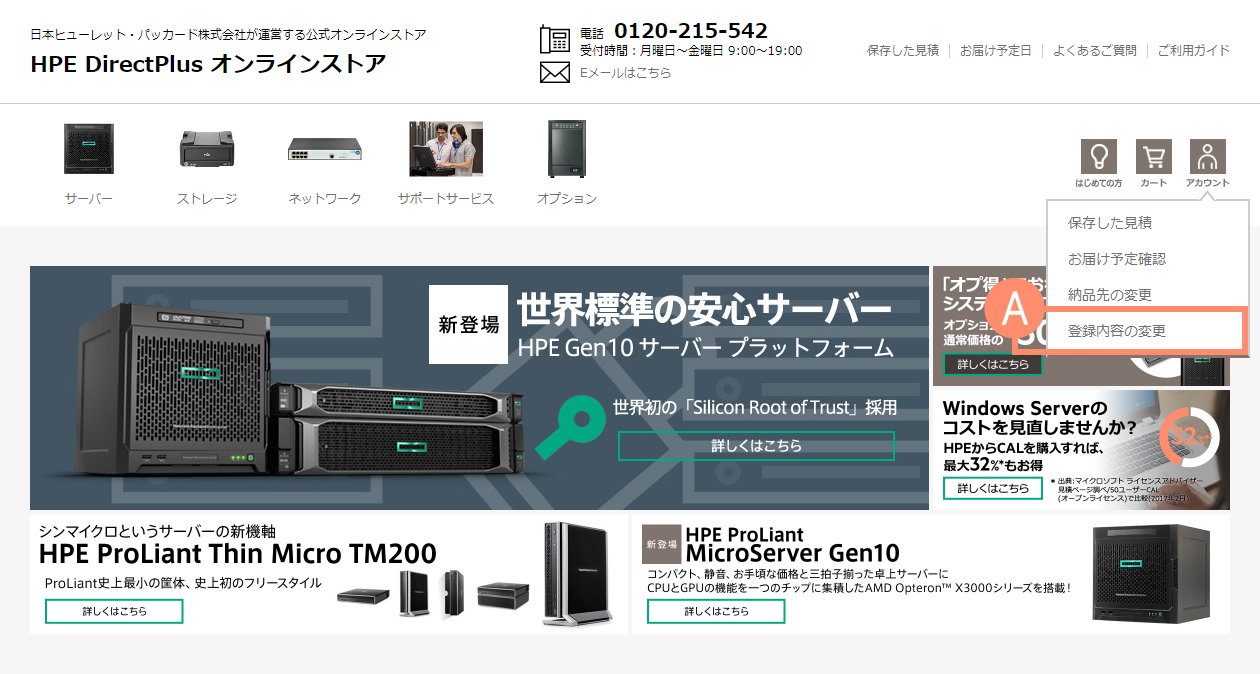 日本ヒューレット・パッカード株式会社が運営する公式オンラインストア
HPE DirectPlus オンラインストア
電話 0120-215-542
受付時間：月曜日～金曜日 9:00～19:00
Eメールはこちら
保存した見積
お届け予定日
よくあるご質問
ご利用ガイド
サーバー
ストレージ
ネットワーク
サポートサービス
オプション
はじめての方
カート
アカウント
保存した見積
お届け予定確認
納品先の変更
登録内容の変更
A
新登場
世界標準の安心サーバー
HPE Gen10 サーバー プラットフォーム
世界初の「Silicon Root of Trust」採用
詳しくはこちら
「オプ得
システ
オプショ
通常価格の
詳しくはこちら
Windows Serverの
コストを見直しませんか?
HPEからCALを購入すれば、
最大32%*もお得
32%
詳しくはこちら
* 出典:マイクロソフト ライセンスアドバイザー
見積ページ調べ/50ユーザーCAL
(オープンライセンス)で比較(2017年2月)
シンマイクロというサーバーの新機軸
HPE ProLiant Thin Micro TM200
ProLiant史上最小の筐体、史上初のフリースタイル
詳しくはこちら
新登場
HPE ProLiant
MicroServer Gen10
コンパクト、静音、お手頃な価格と三拍子揃った卓上サーバーに
CPUとGPUの機能を一つのチップに集積したAMD Opteron™ X3000シリーズを搭載！
詳しくはこちら